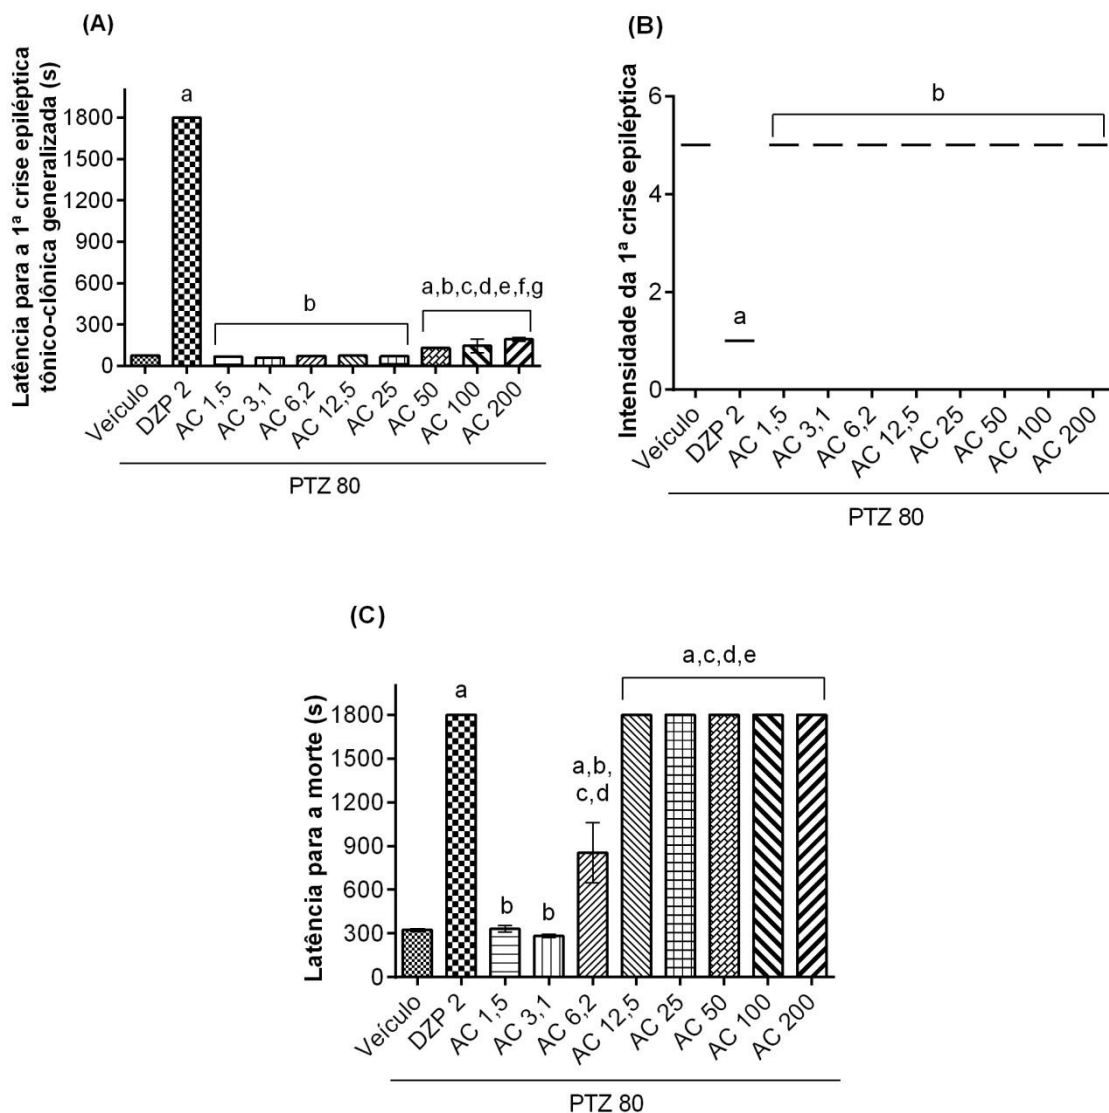 (A)
Latência para a 1ª crise epiléptica
tônico-clônica generalizada (s)
1800
1500
1200
900
600
300
0
a
b
a,b,c,d,e,f,g
Veículo
DZP 2
AC 1,5
AC 3,1
AC 6,2
AC 12,5
AC 25
AC 50
AC 100
AC 200
PTZ 80
(B)
Intensidade da 1ª crise epiléptica
6
4
2
0
b
a
Veículo
DZP 2
AC 1,5
AC 3,1
AC 6,2
AC 12,5
AC 25
AC 50
AC 100
AC 200
PTZ 80
(C)
Latência para a morte (s)
1800
1500
1200
900
600
300
0
a
b
b
a,b,
c,d
a,c,d,e
Veículo
DZP 2
AC 1,5
AC 3,1
AC 6,2
AC 12,5
AC 25
AC 50
AC 100
AC 200
PTZ 80